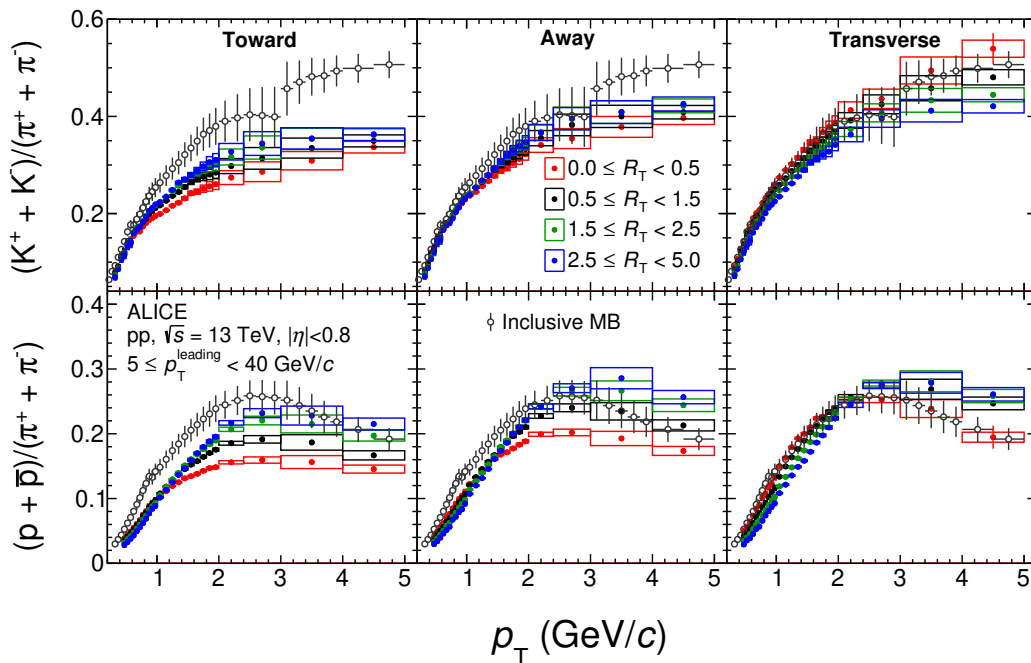 (K⁺ + K⁻)/(π⁺ + π⁻)
0.6
0.4
0.2
Toward
Away
Transverse
0.0 ≤ R_T < 0.5
0.5 ≤ R_T < 1.5
1.5 ≤ R_T < 2.5
2.5 ≤ R_T < 5.0
(p + p̅)/(π⁺ + π⁻)
0.4
0.3
0.2
0.1
0
ALICE
pp, √s = 13 TeV, |η|<0.8
5 ≤ p_T^leading < 40 GeV/c
Inclusive MB
1 2 3 4 5 1 2 3 4 5 1 2 3 4 5
p_T (GeV/c)